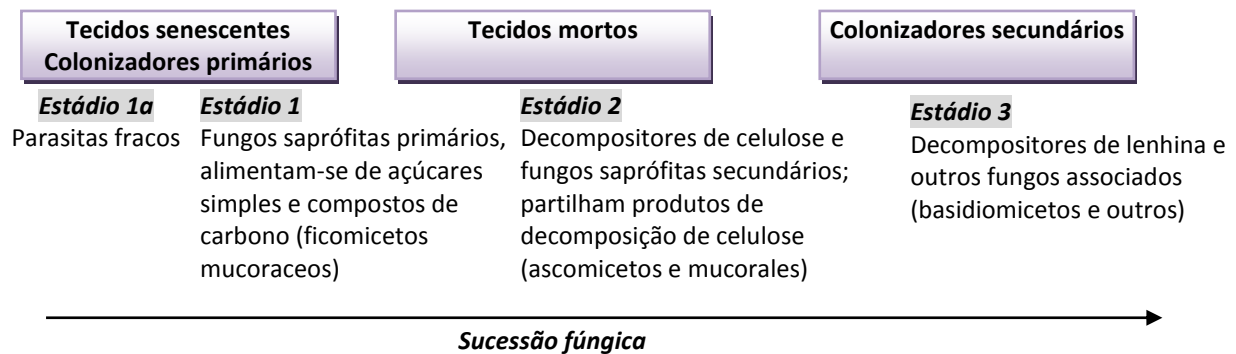 Tecidos senescentes
Colonizadores primários
Tecidos mortos
Colonizadores secundários
Estádio 1a
Parasitas fracos
Estádio 1
Fungos saprófitas primários,
alimentam-se de açúcares
simples e compostos de
carbono (ficomicetos
mucoraceos)
Estádio 2
Decompositores de celulose e
fungos saprófitas secundários;
partilham produtos de
decomposição de celulose
(ascomicetos e mucorales)
Estádio 3
Decompositores de lenhina e
outros fungos associados
(basidiomicetos e outros)
Sucessão fúngica